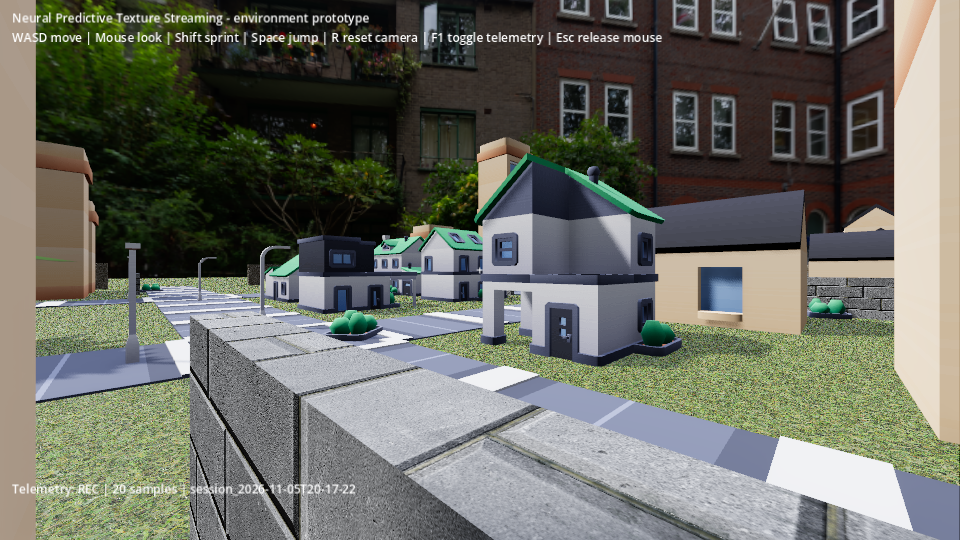 Neural Predictive Texture Streaming - environment prototype
WASD move | Mouse look | Shift sprint | Space jump | R reset camera | F1 toggle telemetry | Esc release mouse
Telemetry: REC | 20 samples | session_2026-11-05T20-17-22